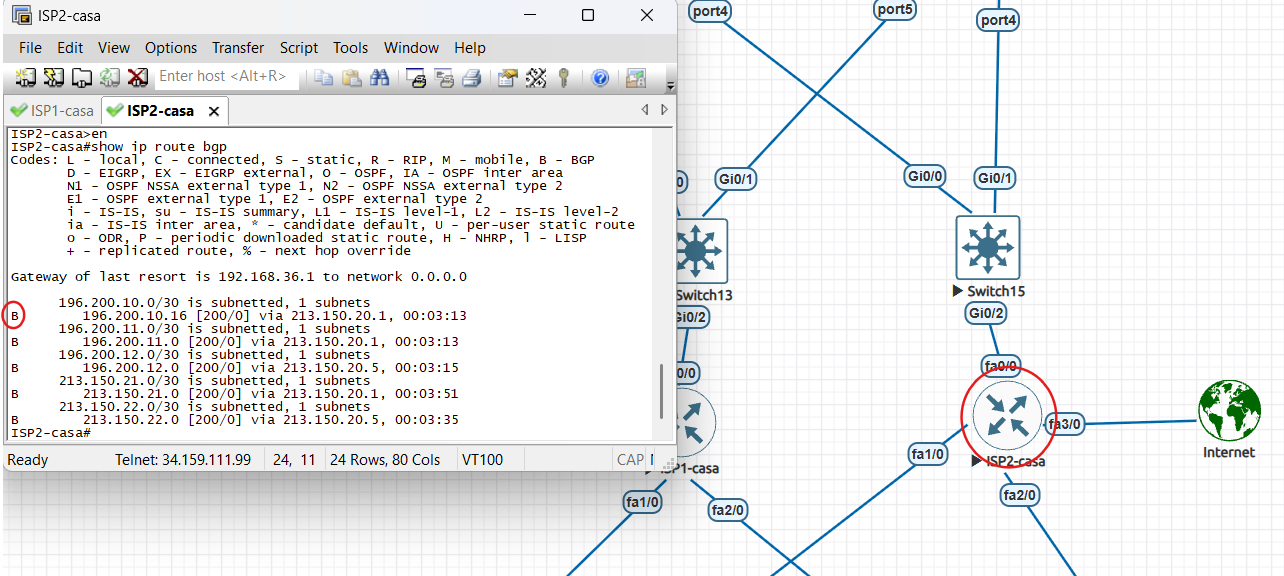 ISP2-casa
File Edit View Options Transfer Script Tools Window Help
Enter host <Alt+R>
ISP1-casa ISP2-casa
ISP2-casa>en
ISP2-casa#show ip route bgp
Codes: L - local, C - connected, S - static, R - RIP, M - mobile, B - BGP
D - EIGRP, EX - EIGRP external, O - OSPF, IA - OSPF inter area
N1 - OSPF NSSA external type 1, N2 - OSPF NSSA external type 2
E1 - OSPF external type 1, E2 - OSPF external type 2
i - IS-IS, su - IS-IS summary, L1 - IS-IS level-1, L2 - IS-IS level-2
ia - IS-IS inter area, * - candidate default, U - per-user static route
o - ODR, P - periodic downloaded static route, H - NHRP, l - LISP
+ - replicated route, % - next hop override
Gateway of last resort is 192.168.36.1 to network 0.0.0.0
196.200.10.0/30 is subnetted, 1 subnets
B 196.200.10.16 [200/0] via 213.150.20.1, 00:03:13
196.200.11.0/30 is subnetted, 1 subnets
B 196.200.11.0 [200/0] via 213.150.20.1, 00:03:13
196.200.12.0/30 is subnetted, 1 subnets
B 196.200.12.0 [200/0] via 213.150.20.5, 00:03:15
213.150.21.0/30 is subnetted, 1 subnets
B 213.150.21.0 [200/0] via 213.150.20.1, 00:03:51
213.150.22.0/30 is subnetted, 1 subnets
B 213.150.22.0 [200/0] via 213.150.20.5, 00:03:35
ISP2-casa#
Ready Telnet: 34.159.111.99 24, 11 24 Rows, 80 Cols VT100 CAP
port4
port5
port4
Gi0/1
Gi0/0
Gi0/1
Switch13
Switch15
Gi0/2
Gi0/2
0/0
fa0/0
fa3/0
Internet
fa1/0
ISP2-casa
ISP1-casa
fa1/0
fa2/0
fa2/0